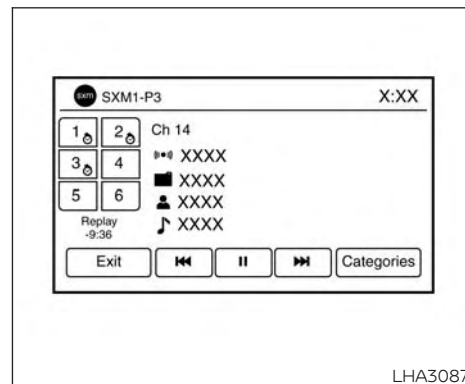 sxm SXM1-P3 X:XX
1 2 Ch 14
XXXX
3 4 XXXX
5 6 XXXX
Replay XXXX
-9:36
Exit Categories
LHA3087